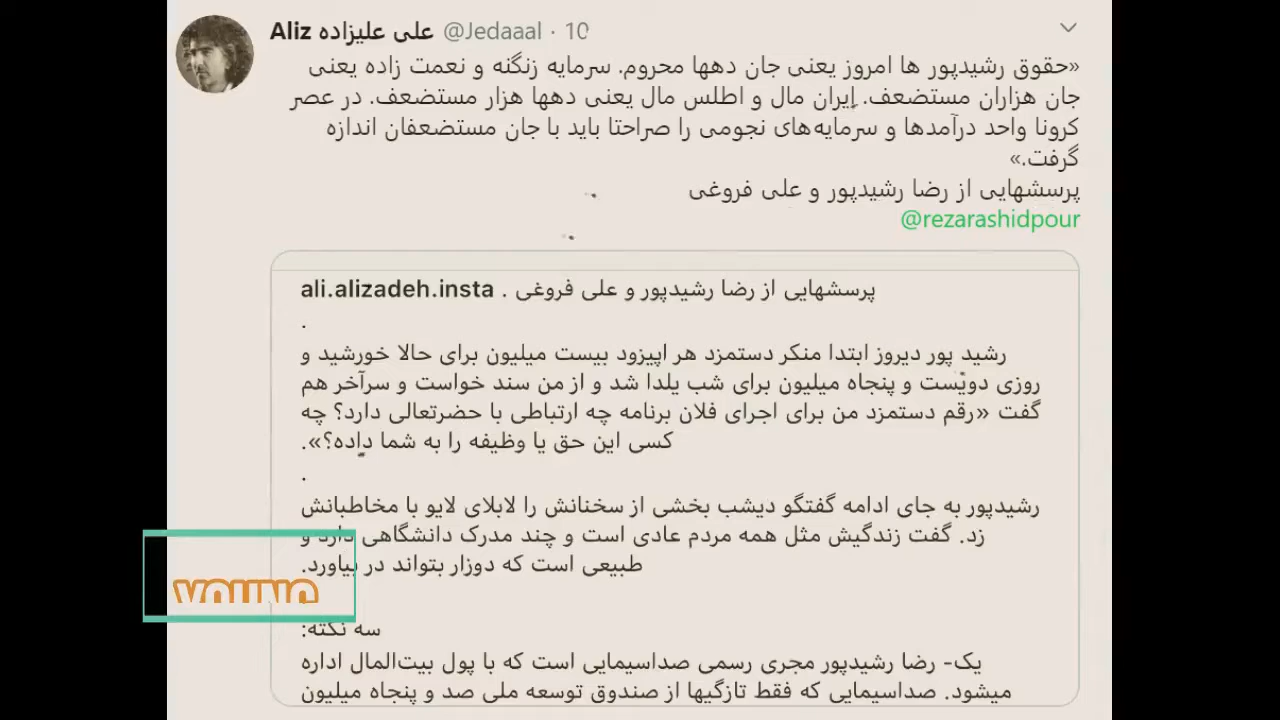 Aliz علی علیزاده @Jedaaal · 10
«حقوق رشیدپور ها امروز یعنی جان دهها محروم. سرمایه زنگنه و نعمت زاده یعنی
جان هزاران مستضعف. ایران مال و اطلس مال یعنی دهها هزار مستضعف. در عصر
کرونا واحد درآمدها و سرمایه‌های نجومی را صراحتا باید با جان مستضعفان اندازه
گرفت.»
پرسشهایی از رضا رشیدپور و علی فروغی
@rezarashidpour
ali.alizadeh.insta . پرسشهایی از رضا رشیدپور و علی فروغی
.
رشید پور دیروز ابتدا منکر دستمزد هر اپیزود بیست میلیون برای حالا خورشید و
روزی دویست و پنجاه میلیون برای شب یلدا شد و از من سند خواست و سرآخر هم
گفت «رقم دستمزد من برای اجرای فلان برنامه چه ارتباطی با حضرتعالی دارد؟ چه
کسی این حق یا وظیفه را به شما داده؟».
.
رشیدپور به جای ادامه گفتگو دیشب بخشی از سخنانش را لابلای لایو با مخاطبانش
زد. گفت زندگیش مثل همه مردم عادی است و چند مدرک دانشگاهی دارد و
طبیعی است که دوزار بتواند در بیاورد.
سه نکته:
یک- رضا رشیدپور مجری رسمی صداسیمایی است که با پول بیت‌المال اداره
میشود. صداسیمایی که فقط تازگیها از صندوق توسعه ملی صد و پنجاه میلیون